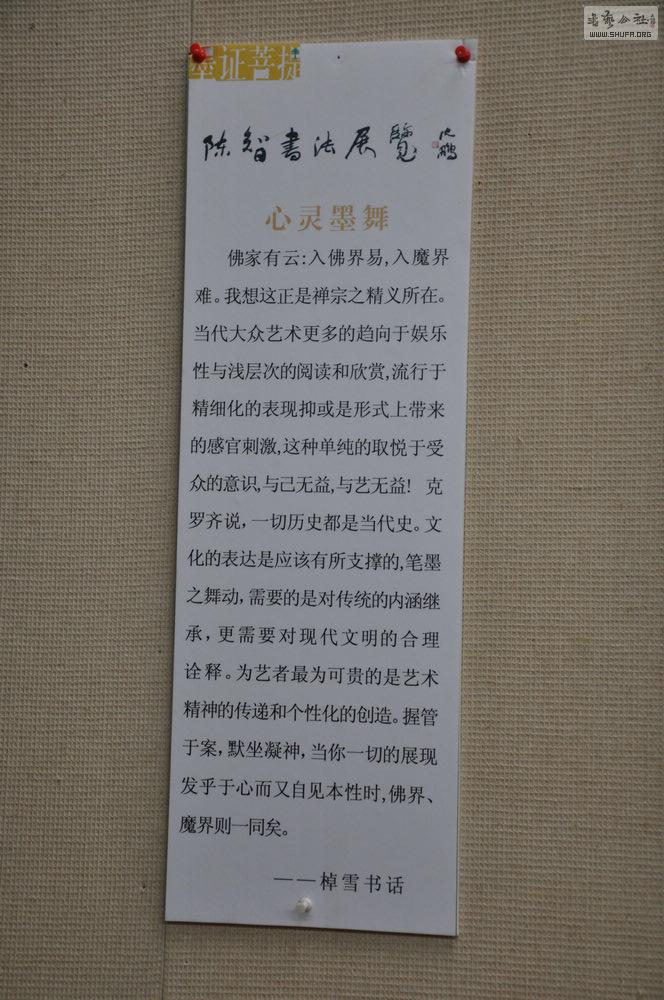 書藝公社
WWW.SHUFA.ORG
墨证菩提
陈智書法展覽
沈鹏
心灵墨舞
佛家有云:入佛界易,入魔界
难。我想这正是禅宗之精义所在。
当代大众艺术更多的趋向于娱乐
性与浅层次的阅读和欣赏,流行于
精细化的表现抑或是形式上带来
的感官刺激,这种单纯的取悦于受
众的意识,与己无益,与艺无益! 克
罗齐说，一切历史都是当代史。文
化的表达是应该有所支撑的,笔墨
之舞动，需要的是对传统的内涵继
承，更需要对现代文明的合理
诠释。为艺者最为可贵的是艺术
精神的传递和个性化的创造。握管
于案，默坐凝神，当你一切的展现
发乎于心而又自见本性时,佛界、
魔界则一同矣。
——棹雪书话